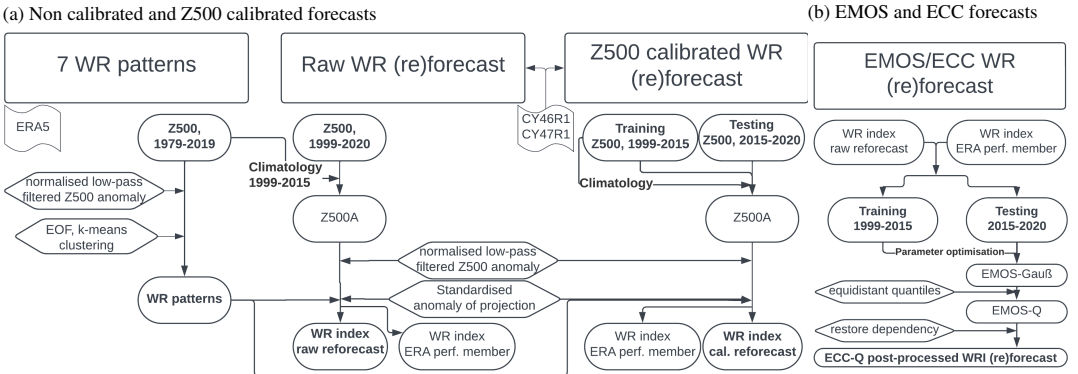 (a) Non calibrated and Z500 calibrated forecasts
7 WR patterns
Raw WR (re)forecast
Z500 calibrated WR
(re)forecast
ERA5
CY46R1
CY47R1
Z500,
1979-2019
Z500,
1999-2020
Training
Z500, 1999-2015
Testing
Z500, 2015-2020
Climatology
1999-2015
Climatology
normalised low-pass
filtered Z500 anomaly
EOF, k-means
clustering
Z500A
Z500A
normalised low-pass
filtered Z500 anomaly
Standardised
anomaly of projection
WR patterns
WR index
raw reforecast
WR index
ERA perf. member
WR index
ERA perf. member
WR index
cal. reforecast
(b) EMOS and ECC forecasts
EMOS/ECC WR
(re)forecast
WR index
raw reforecast
WR index
ERA perf. member
Training
1999-2015
Testing
2015-2020
Parameter optimisation
EMOS-Gauß
equidistant quantiles
EMOS-Q
restore dependency
ECC-Q post-processed WRI (re)forecast